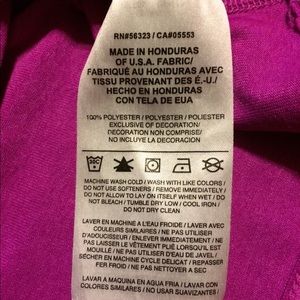 RN#56323 / CA#05553
MADE IN HONDURAS
OF U.S.A. FABRIC/
FABRIQUÉ AU HONDURAS AVEC
TISSU PROVENANT DES É.-U./
HECHO EN HONDURAS
CON TELA DE EUA
100% POLYESTER / POLYESTER / POLIESTER
EXCLUSIVE OF DECORATION/
DÉCORATION NON COMPRISE/
NO INCLUYE LA DECORACION
MACHINE WASH COLD / WASH WITH LIKE COLORS /
DO NOT USE SOFTENERS / REMOVE IMMEDIATELY /
DO NOT ALLOW TO LAY ON ITSELF WHEN WET / DO
NOT BLEACH / TUMBLE DRY LOW / COOL IRON /
DO NOT DRY CLEAN
LAVER EN MACHINE A L'EAU FROIDE / LAVER AVEC
COULEURS SIMILAIRES / NE PAS UTILISER
D'ADOUCISSEUR / ENLEVER IMMÉDIATEMENT / NE
PAS LAISSER LE VÊTEMENT PLIÉ LORSQU'IL EST
MOUILLÉ / NE PAS UTILISER D'EAU DE JAVEL /
SÉCHER EN MACHINE CYCLE DÉLICAT / REPASSER
FER FROID / NE PAS NETTOYER À SEC
LAVAR A MAQUINA EN AGUA FRIA / LAVAR CON
COLORES SIMILARES / NO USAR SUAVIZANTES /